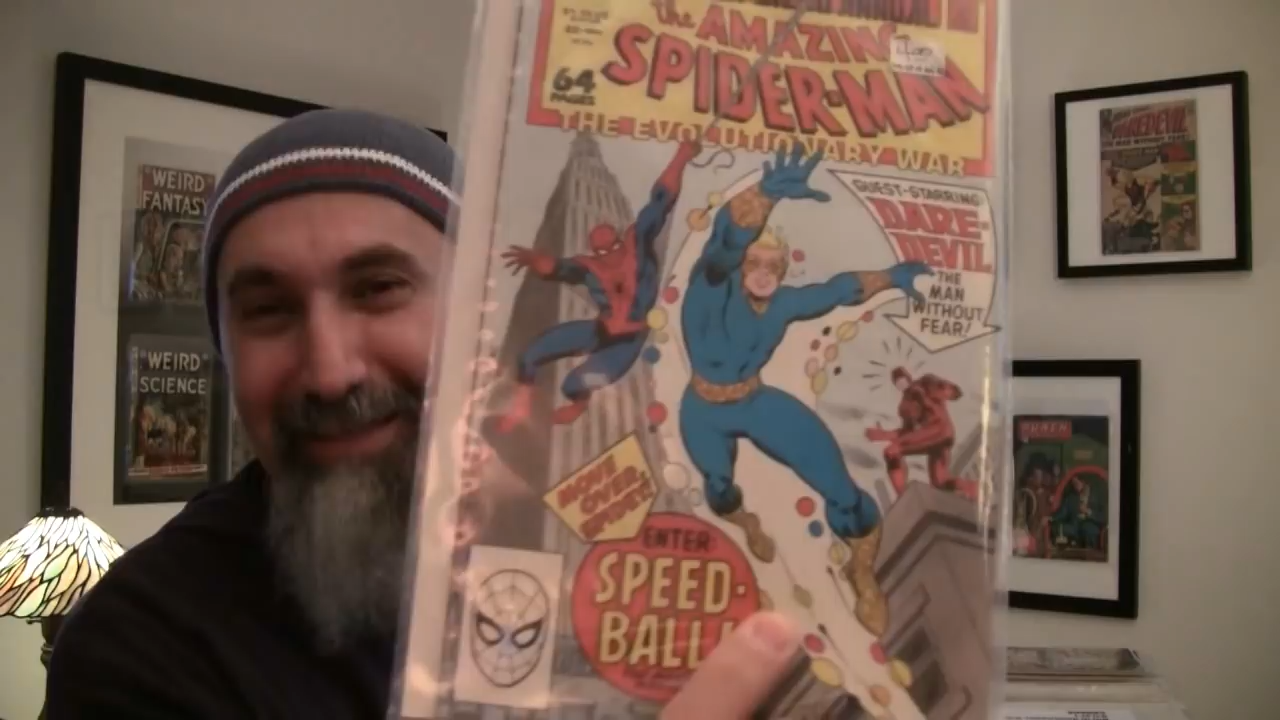 the AMAZING
SPIDER-MAN
64
PAGES
THE EVOLUTIONARY WAR
GUEST-STARRING
DARE-
DEVIL
THE
MAN
WITHOUT
FEAR!
MOVE
OVER,
SPIDEY!
ENTER:
SPEED-
BALL!
WEIRD
FANTASY
WEIRD
SCIENCE
DAREDEVIL